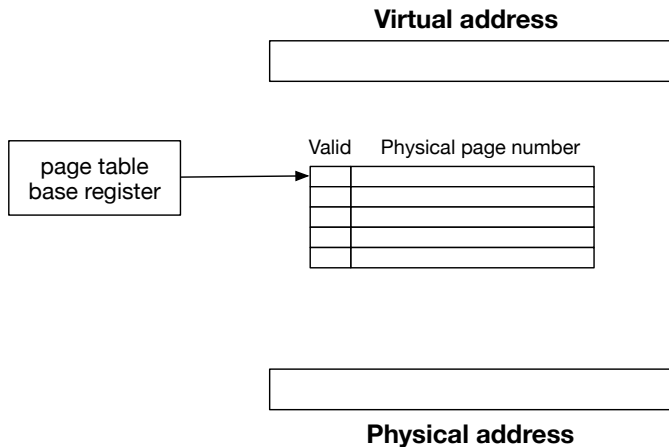 Virtual address
Valid Physical page number
page table
base register
Physical address